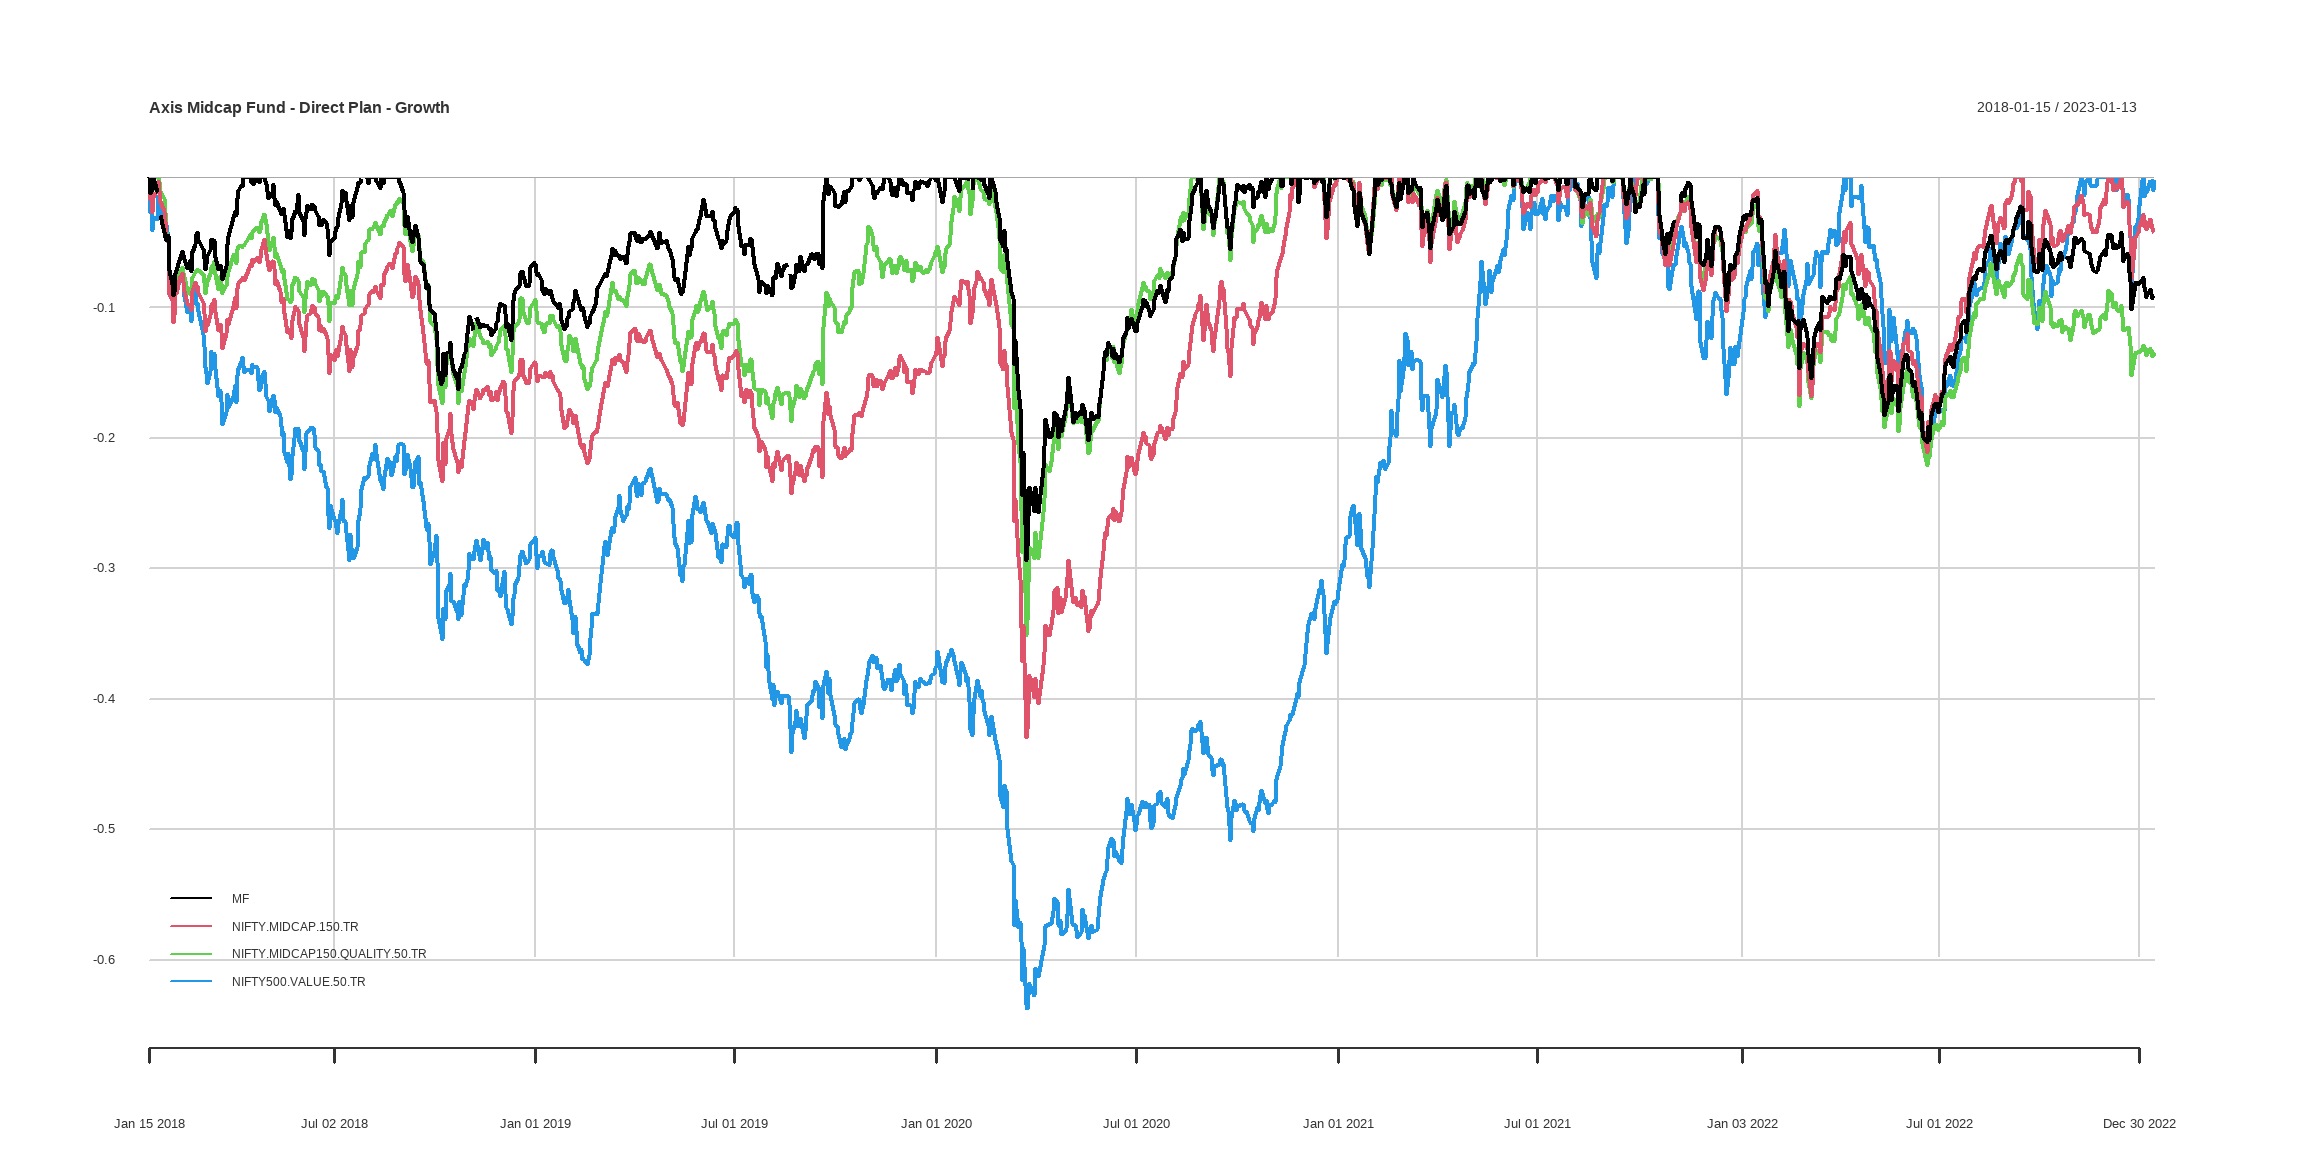 Axis Midcap Fund - Direct Plan - Growth
2018-01-15 / 2023-01-13
-0.1
-0.2
-0.3
-0.4
-0.5
-0.6
MF
NIFTY.MIDCAP.150.TR
NIFTY.MIDCAP150.QUALITY.50.TR
NIFTY500.VALUE.50.TR
Jan 15 2018
Jul 02 2018
Jan 01 2019
Jul 01 2019
Jan 01 2020
Jul 01 2020
Jan 01 2021
Jul 01 2021
Jan 03 2022
Jul 01 2022
Dec 30 2022